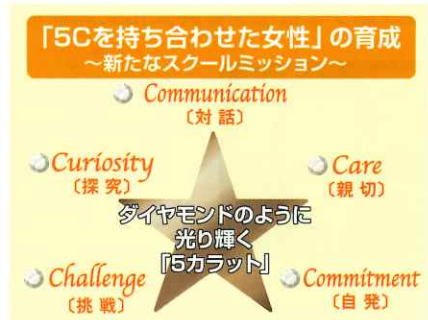 「5Cを持ち合わせた女性」の育成
～新たなスクールミッション～
Communication
〔対 話〕
Curiosity
〔探 究〕
Care
〔親 切〕
ダイヤモンドのように
光り輝く
「5カラット」
Challenge
〔挑 戦〕
Commitment
〔自 発〕